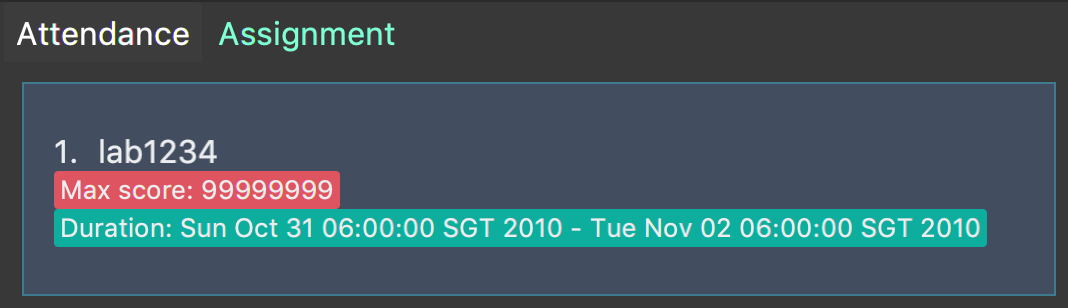 Attendance Assignment
1. lab1234
Max score: 99999999
Duration: Sun Oct 31 06:00:00 SGT 2010 - Tue Nov 02 06:00:00 SGT 2010